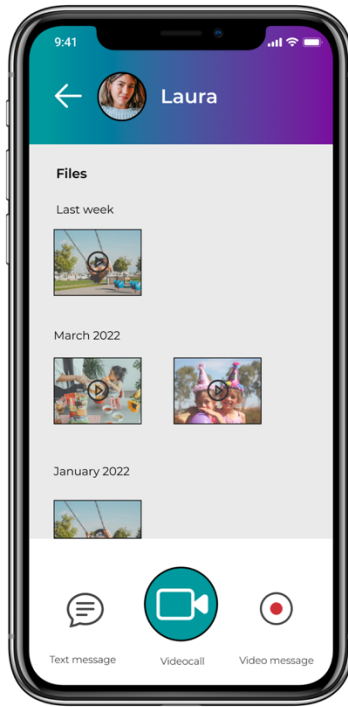 9:41
Laura
Files
Last week
March 2022
January 2022
Text message
Videocall
Video message